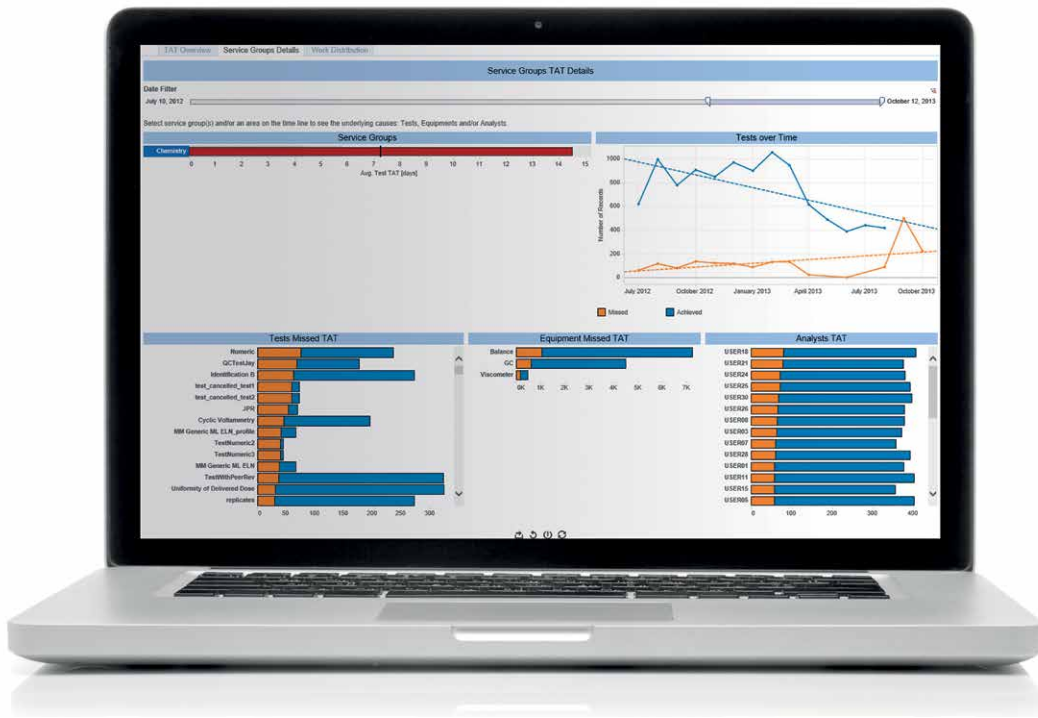 TAT Overview Service Groups Details Work Distribution
Service Groups TAT Details
Date Filter
July 10, 2012 October 12, 2013
Select service group(s) and/or an area on the time line to see the underlying causes: Tests, Equipments and/or Analysts.
Service Groups
Chemistry
0 1 2 3 4 5 6 7 8 9 10 11 12 13 14 15
Avg. Test TAT [days]
Tests over Time
Number of Records
1000
800
600
400
200
0
July 2012 October 2012 January 2013 April 2013 July 2013 October 2013
Missed Achieved
Tests Missed TAT
Numeric
QCTestJay
Identification B
test_cancelled_test1
test_cancelled_test2
JPR
Cyclic Voltammetry
MM Generic ML ELN_profile
TestNumeric2
TestNumeric3
MM Generic ML ELN
TestWithPeerRev
Uniformity of Delivered Dose
replicates
0 50 100 150 200 250 300
Equipment Missed TAT
Balance
GC
Viscometer
0K 1K 2K 3K 4K 5K 6K 7K
Analysts TAT
USER18
USER21
USER24
USER25
USER30
USER26
USER08
USER03
USER07
USER28
USER01
USER11
USER15
USER05
0 100 200 300 400